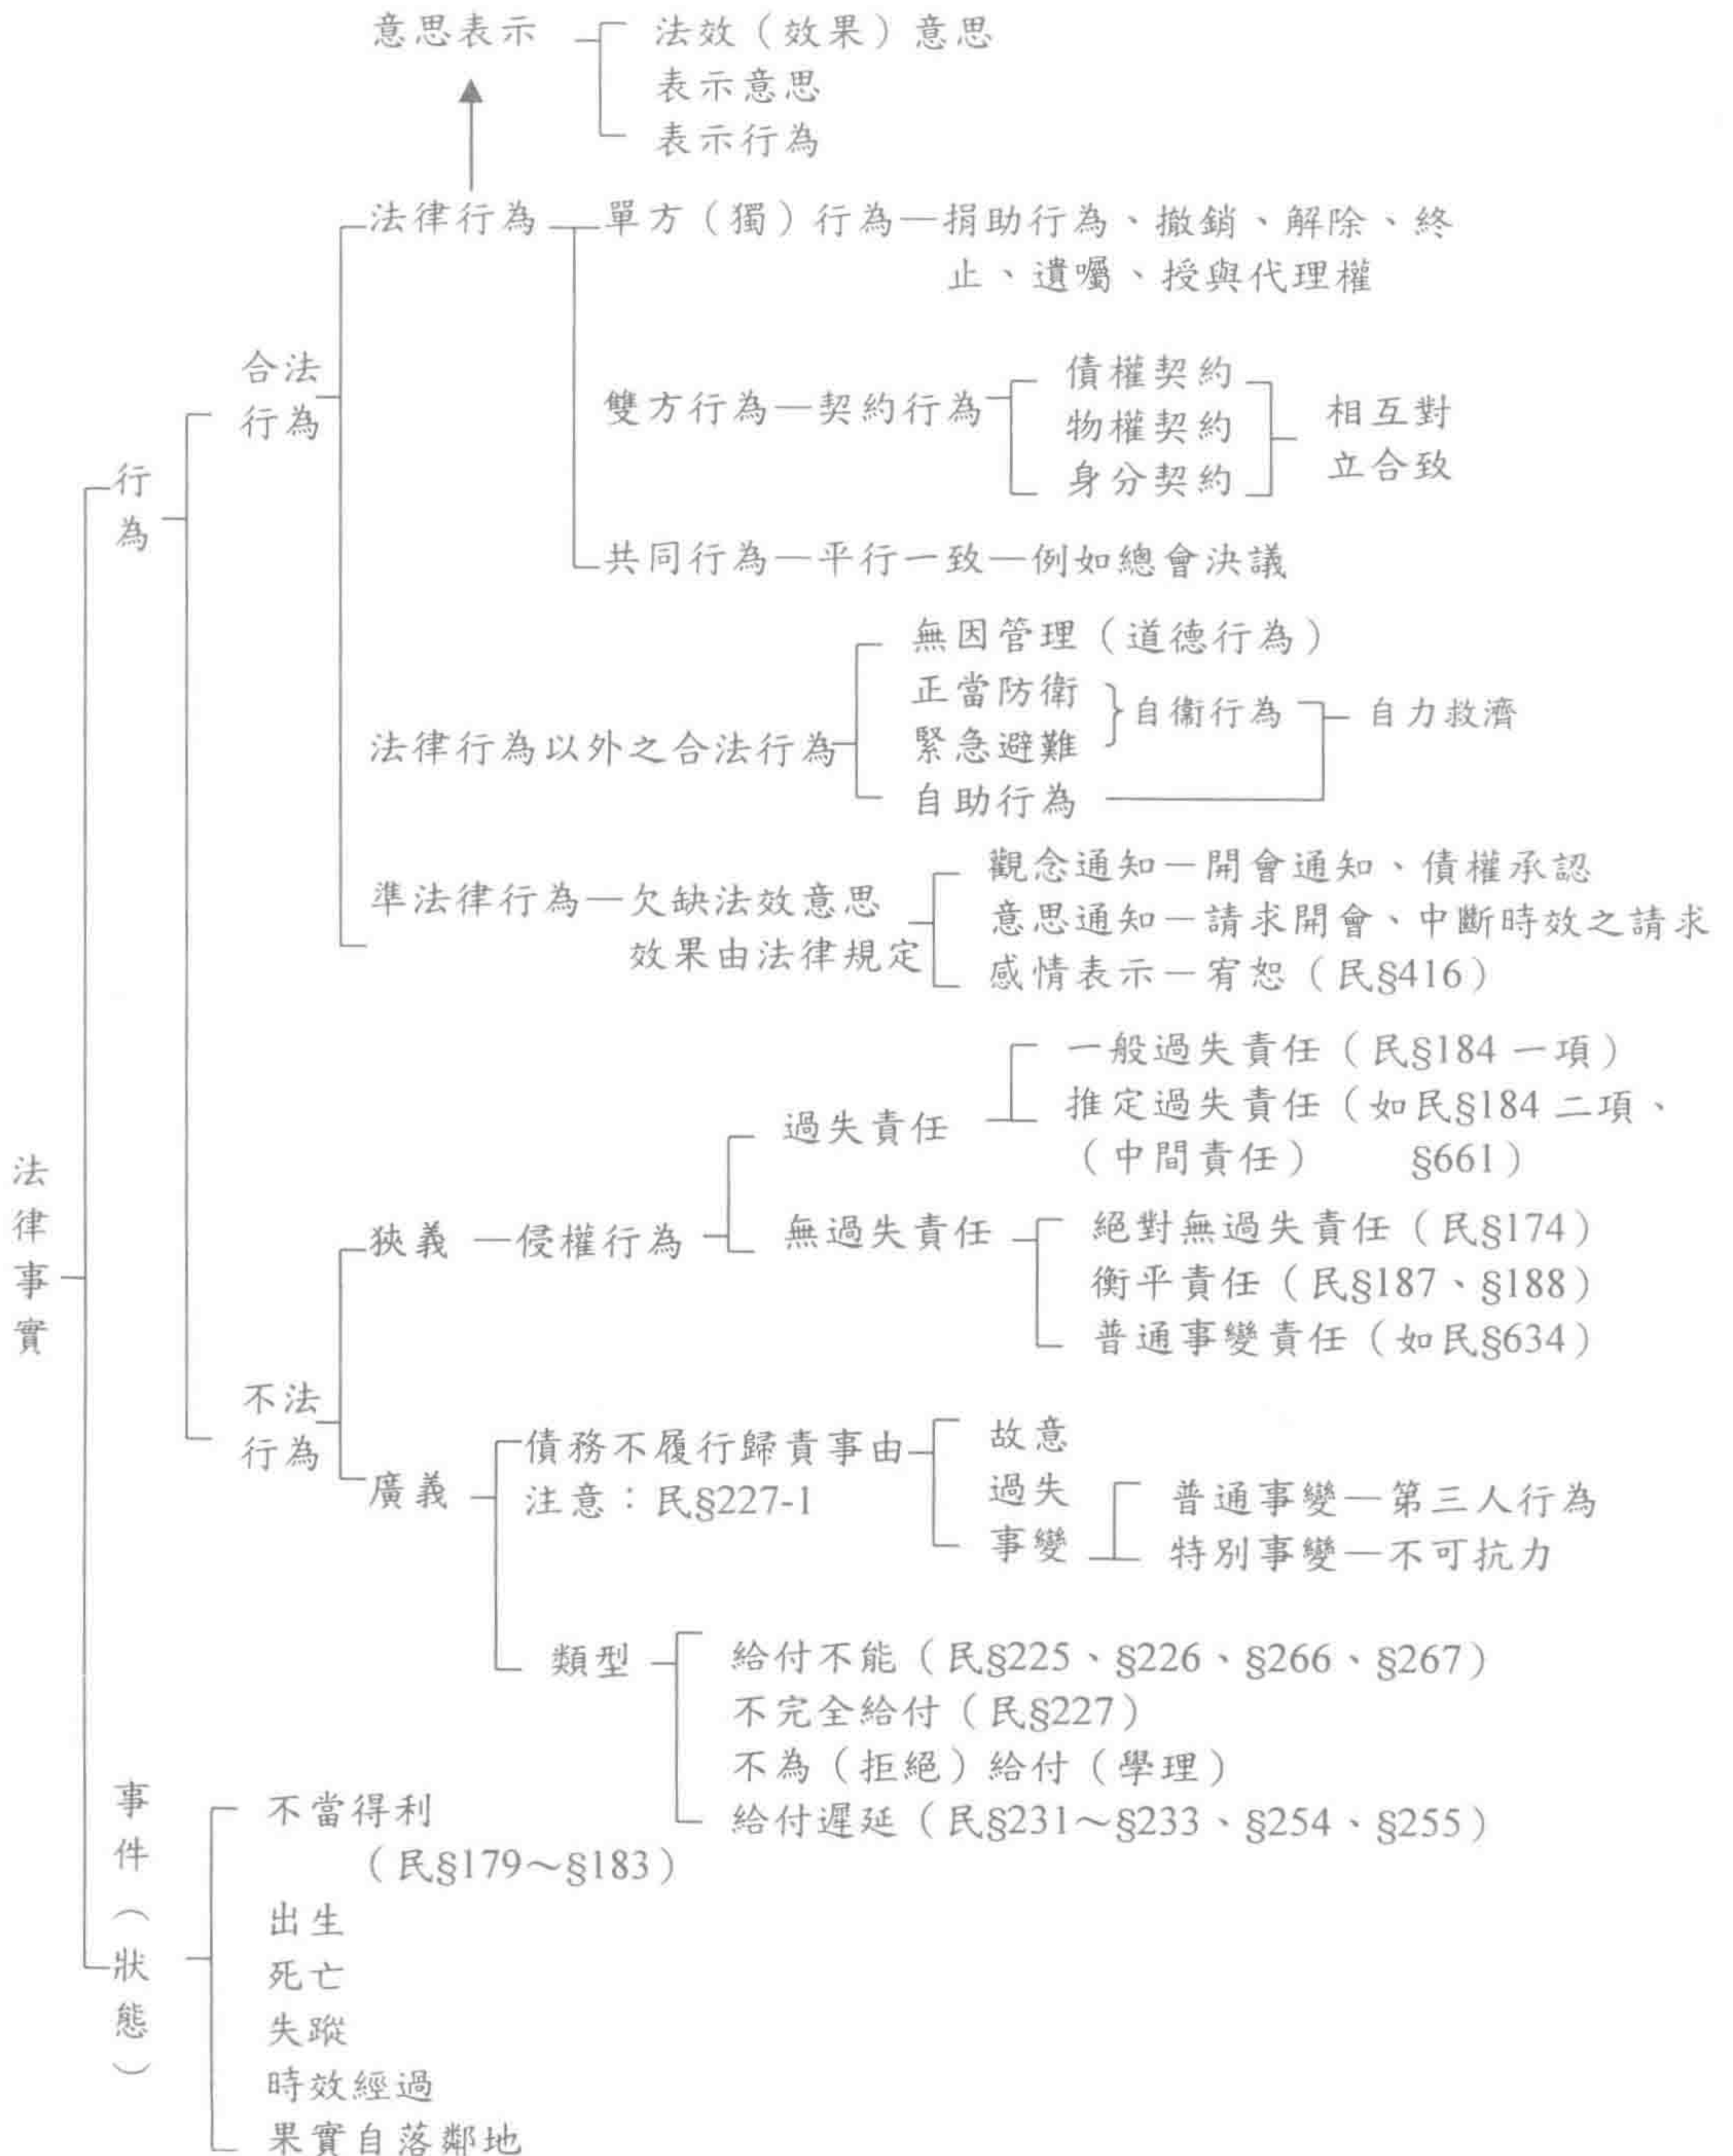 意思表示
法效（效果）意思
表示意思
表示行為
法律行為
單方（獨）行為—捐助行為、撤銷、解除、終
止、遺囑、授與代理權
合法
行為
雙方行為—契約行為
債權契約
物權契約
身分契約
相互對
立合致
行為
共同行為—平行一致—例如總會決議
法律行為以外之合法行為
無因管理（道德行為）
正當防衛
緊急避難
自衞行為
自力救濟
自助行為
準法律行為—欠缺法效意思
效果由法律規定
觀念通知—開會通知、債權承認
意思通知—請求開會、中斷時效之請求
感情表示—宥恕（民§416）
法律事實
不法
行為
狹義—侵權行為
過失責任
一般過失責任（民§184 一項）
推定過失責任（如民§184 二項、
（中間責任） §661）
無過失責任
絕對無過失責任（民§174）
衡平責任（民§187、§188）
普通事變責任（如民§634）
廣義
債務不履行歸責事由
注意：民§227-1
故意
過失
事變
普通事變—第三人行為
特別事變—不可抗力
類型
給付不能（民§225、§226、§266、§267）
不完全給付（民§227）
不為（拒絕）給付（學理）
給付遲延（民§231～§233、§254、§255）
事件（狀態）
不當得利
（民§179～§183）
出生
死亡
失蹤
時效經過
果實自落鄰地